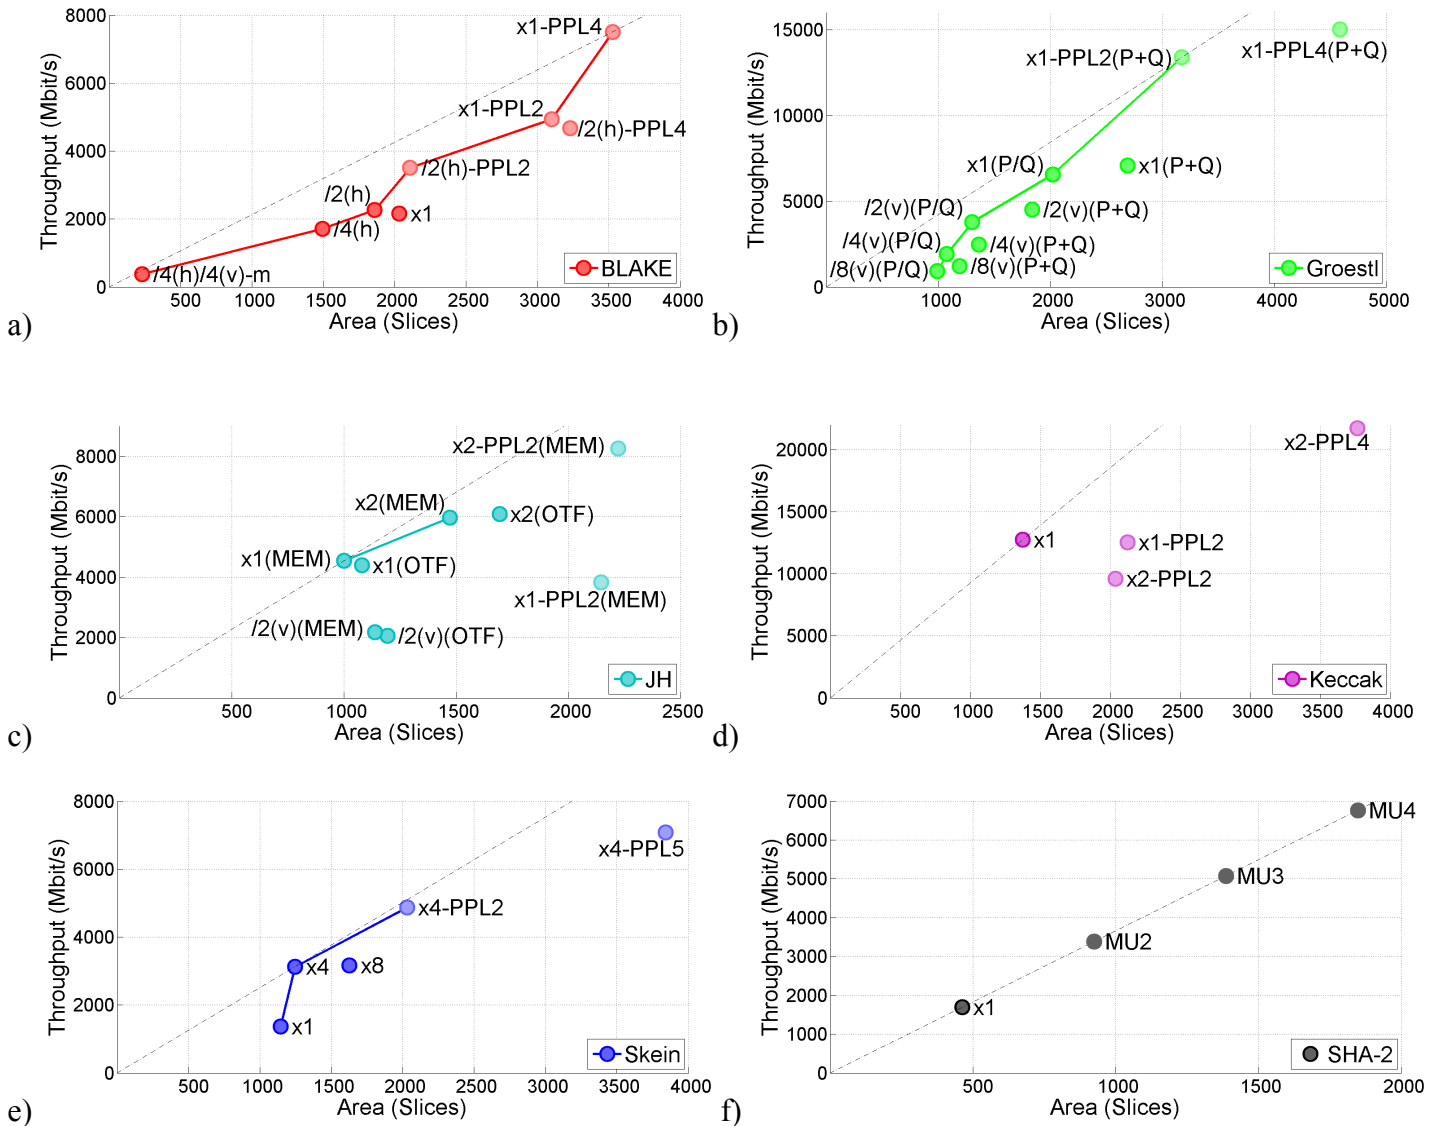 8000
6000
4000
2000
0
Throughput (Mbit/s)
x1-PPL4
x1-PPL2
/2(h)-PPL4
/2(h)-PPL2
/2(h)
x1
/4(h)
/4(h)/4(v)-m
BLAKE
500 1000 1500 2000 2500 3000 3500 4000
Area (Slices)
a)
15000
10000
5000
0
Throughput (Mbit/s)
x1-PPL4(P+Q)
x1-PPL2(P+Q)
x1(P/Q)
x1(P+Q)
/2(v)(P/Q)
/2(v)(P+Q)
/4(v)(P/Q)
/4(v)(P+Q)
/8(v)(P/Q)
/8(v)(P+Q)
Groestl
1000 2000 3000 4000 5000
Area (Slices)
b)
8000
6000
4000
2000
0
Throughput (Mbit/s)
x2-PPL2(MEM)
x2(MEM)
x2(OTF)
x1(MEM)
x1(OTF)
x1-PPL2(MEM)
/2(v)(MEM)
/2(v)(OTF)
JH
500 1000 1500 2000 2500
Area (Slices)
c)
20000
15000
10000
5000
0
Throughput (Mbit/s)
x2-PPL4
x1
x1-PPL2
x2-PPL2
Keccak
500 1000 1500 2000 2500 3000 3500 4000
Area (Slices)
d)
8000
6000
4000
2000
0
Throughput (Mbit/s)
x4-PPL5
x4-PPL2
x4
x8
x1
Skein
500 1000 1500 2000 2500 3000 3500 4000
Area (Slices)
e)
7000
6000
5000
4000
3000
2000
1000
0
Throughput (Mbit/s)
MU4
MU3
MU2
x1
SHA-2
500 1000 1500 2000
Area (Slices)
f)